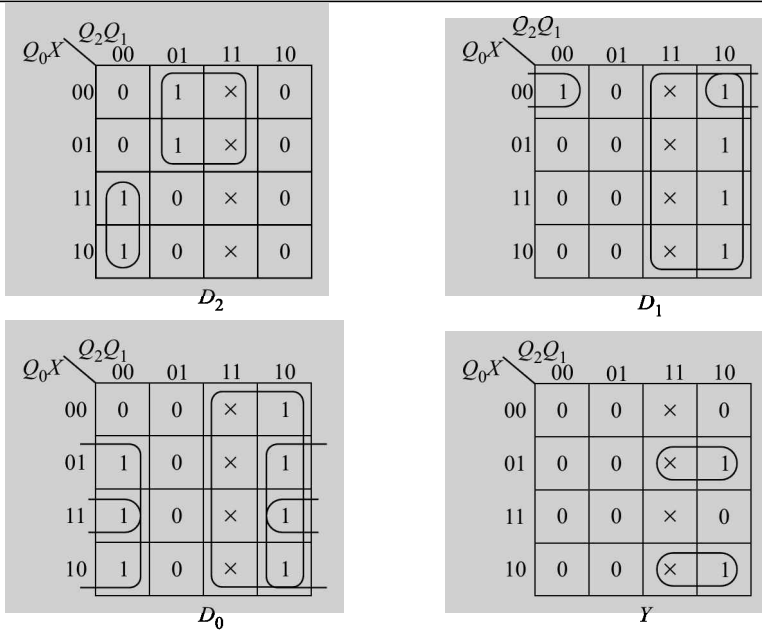 Q₂Q₁
Q₀X 00 01 11 10
00 0 1 × 0
01 0 1 × 0
11 1 0 × 0
10 1 0 × 0
D₂
Q₂Q₁
Q₀X 00 01 11 10
00 1 0 × 1
01 0 0 × 1
11 0 0 × 1
10 0 0 × 1
D₁
Q₂Q₁
Q₀X 00 01 11 10
00 0 0 × 1
01 1 0 × 1
11 1 0 × 1
10 1 0 × 1
D₀
Q₂Q₁
Q₀X 00 01 11 10
00 0 0 × 0
01 0 0 × 1
11 0 0 × 0
10 0 0 × 1
Y